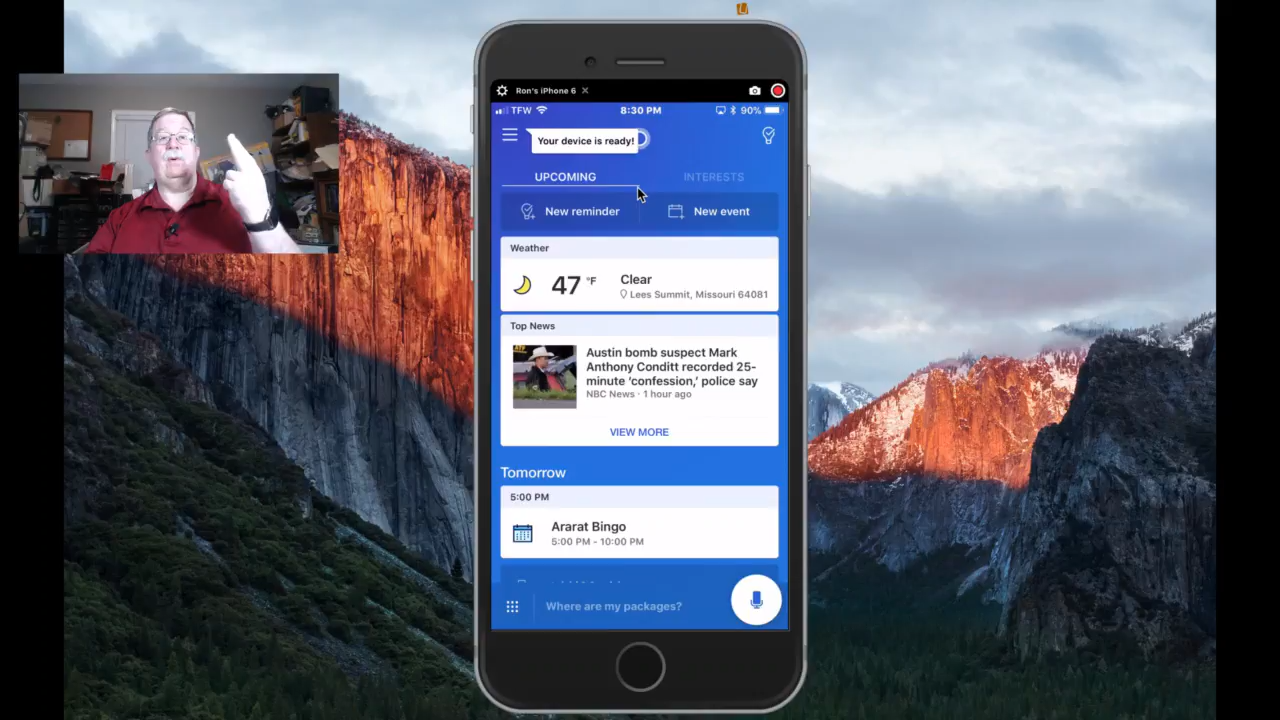 Ron's iPhone 6
TFW
8:30 PM
90%
Your device is ready!
UPCOMING
INTERESTS
New reminder
New event
Weather
47 °F
Clear
Lees Summit, Missouri 64081
Top News
Austin bomb suspect Mark
Anthony Conditt recorded 25-
minute ‘confession,’ police say
NBC News · 1 hour ago
VIEW MORE
Tomorrow
5:00 PM
Ararat Bingo
5:00 PM - 10:00 PM
Where are my packages?